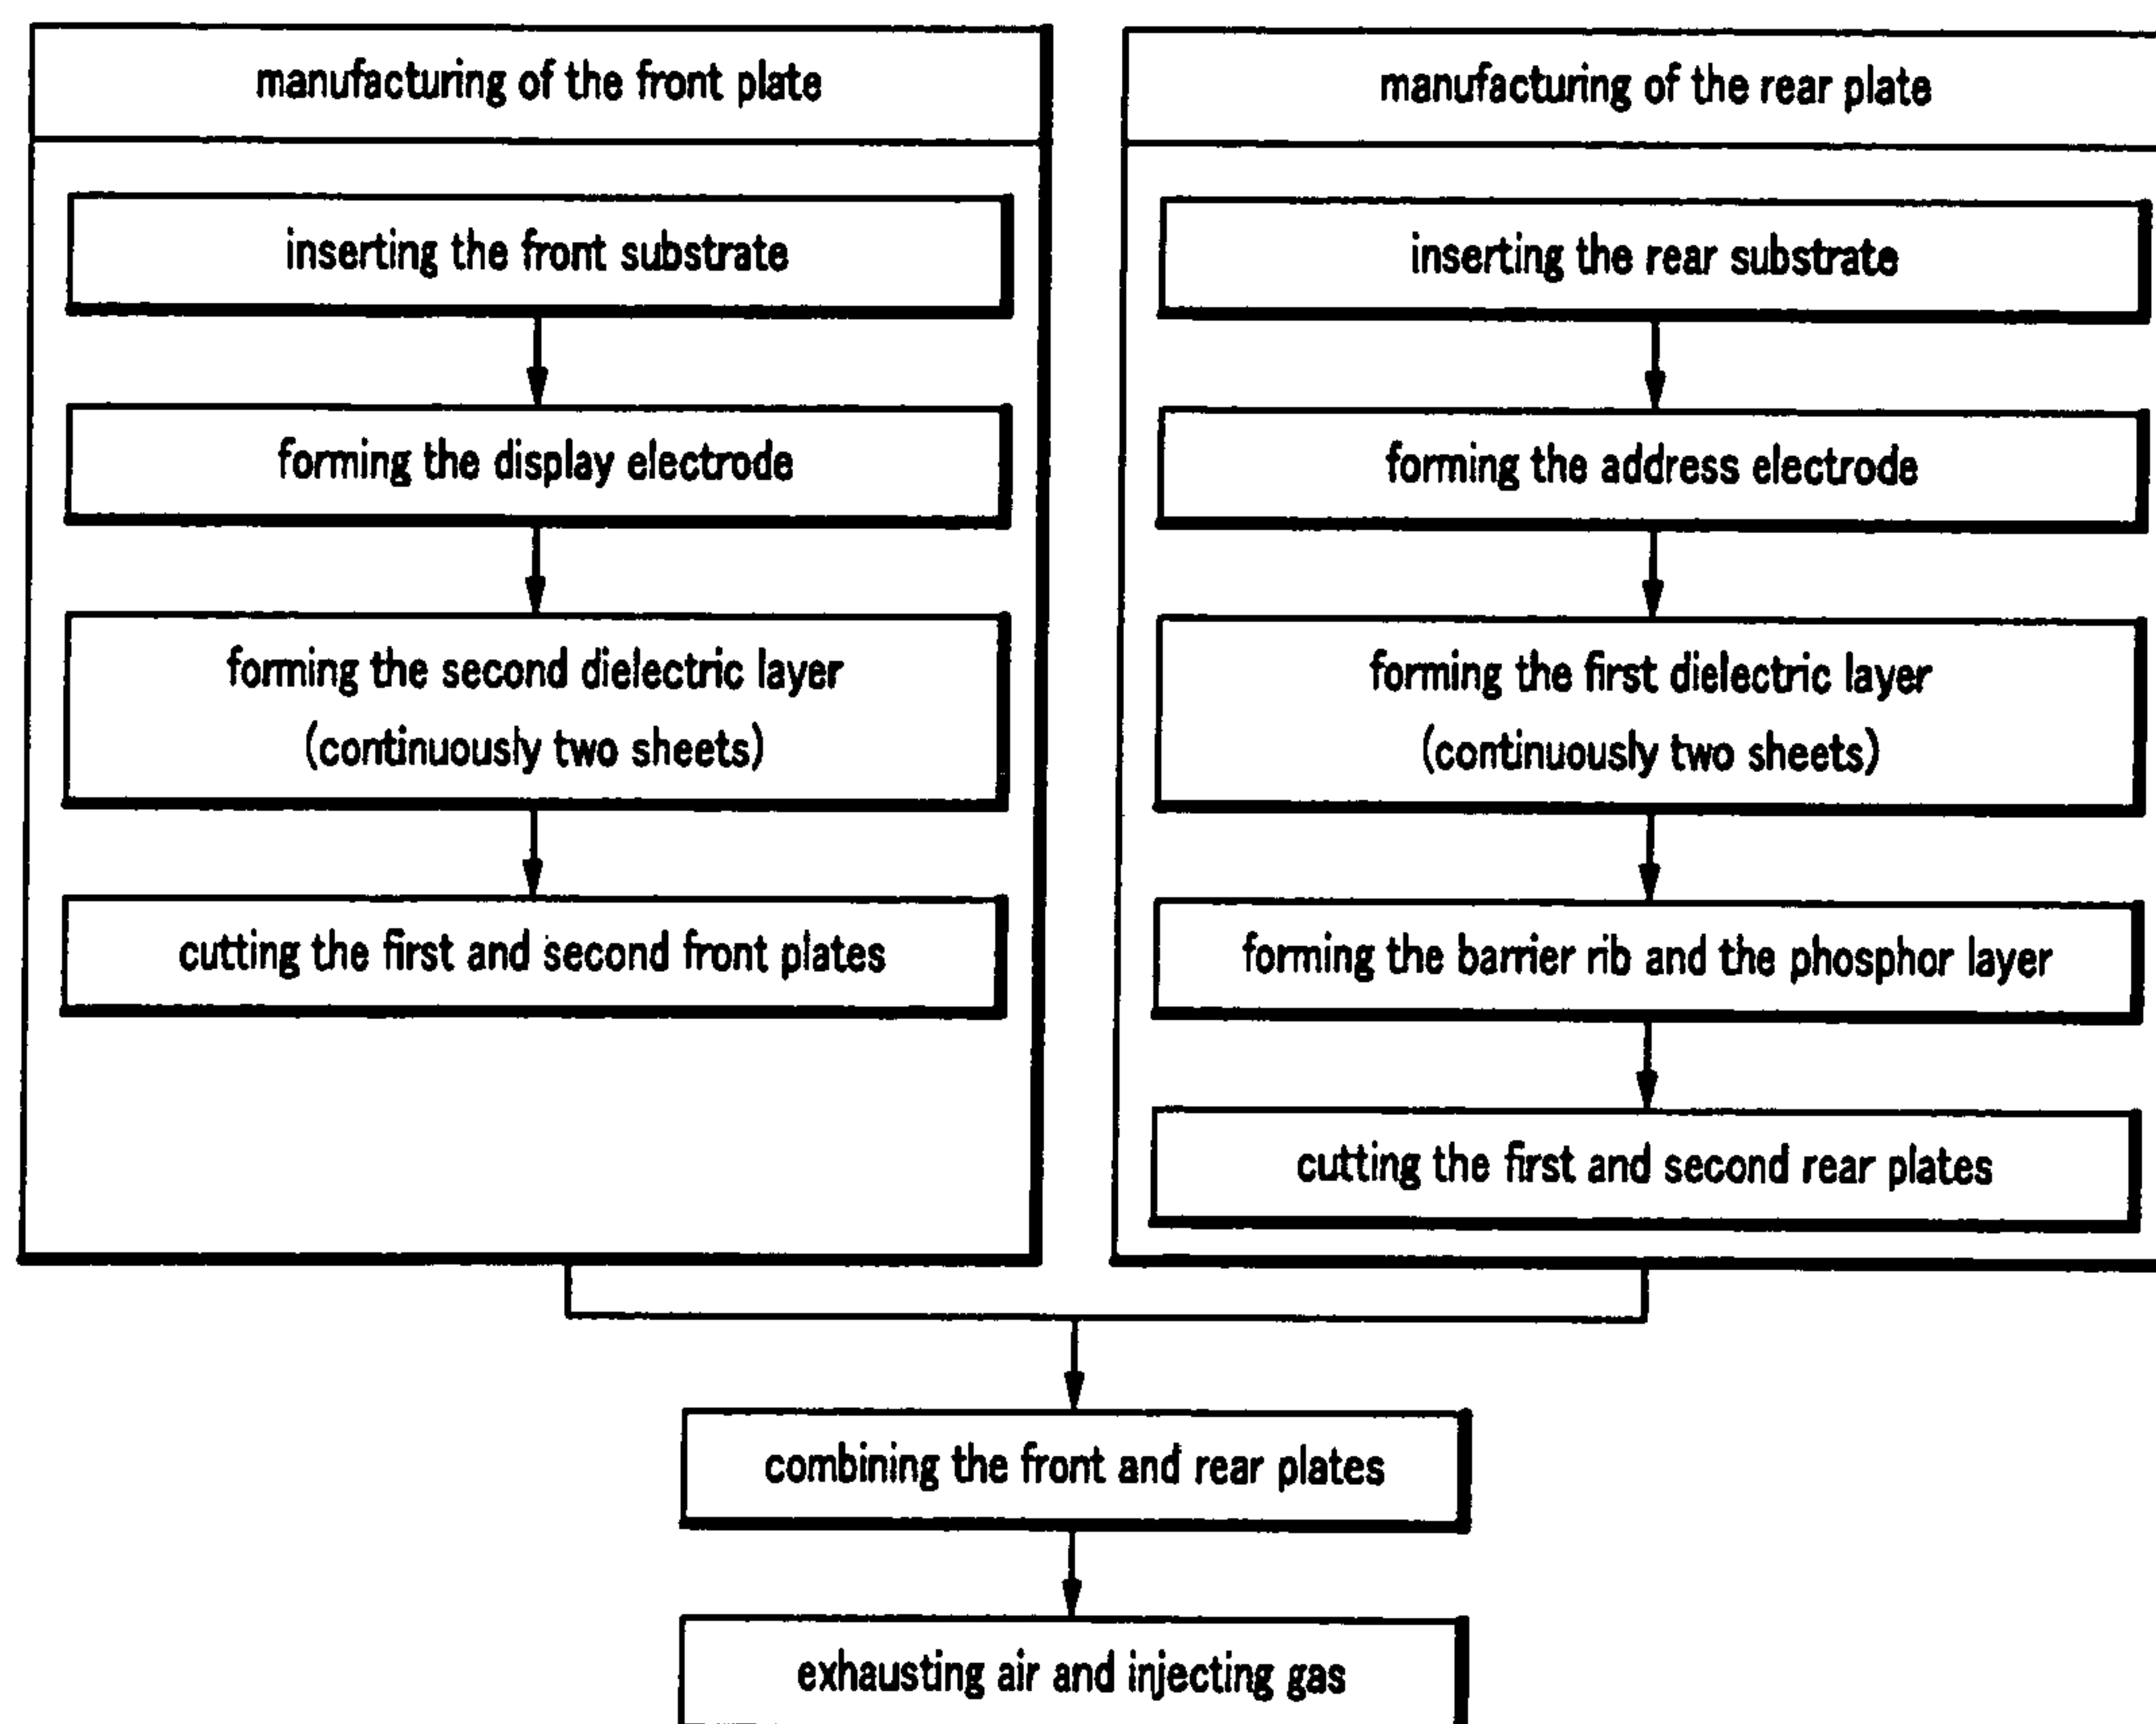 manufacturing of the front plate
inserting the front substrate
forming the display electrode
forming the second dielectric layer
(continuously two sheets)
cutting the first and second front plates
manufacturing of the rear plate
inserting the rear substrate
forming the address electrode
forming the first dielectric layer
(continuously two sheets)
forming the barrier rib and the phosphor layer
cutting the first and second rear plates
combining the front and rear plates
exhausting air and injecting gas